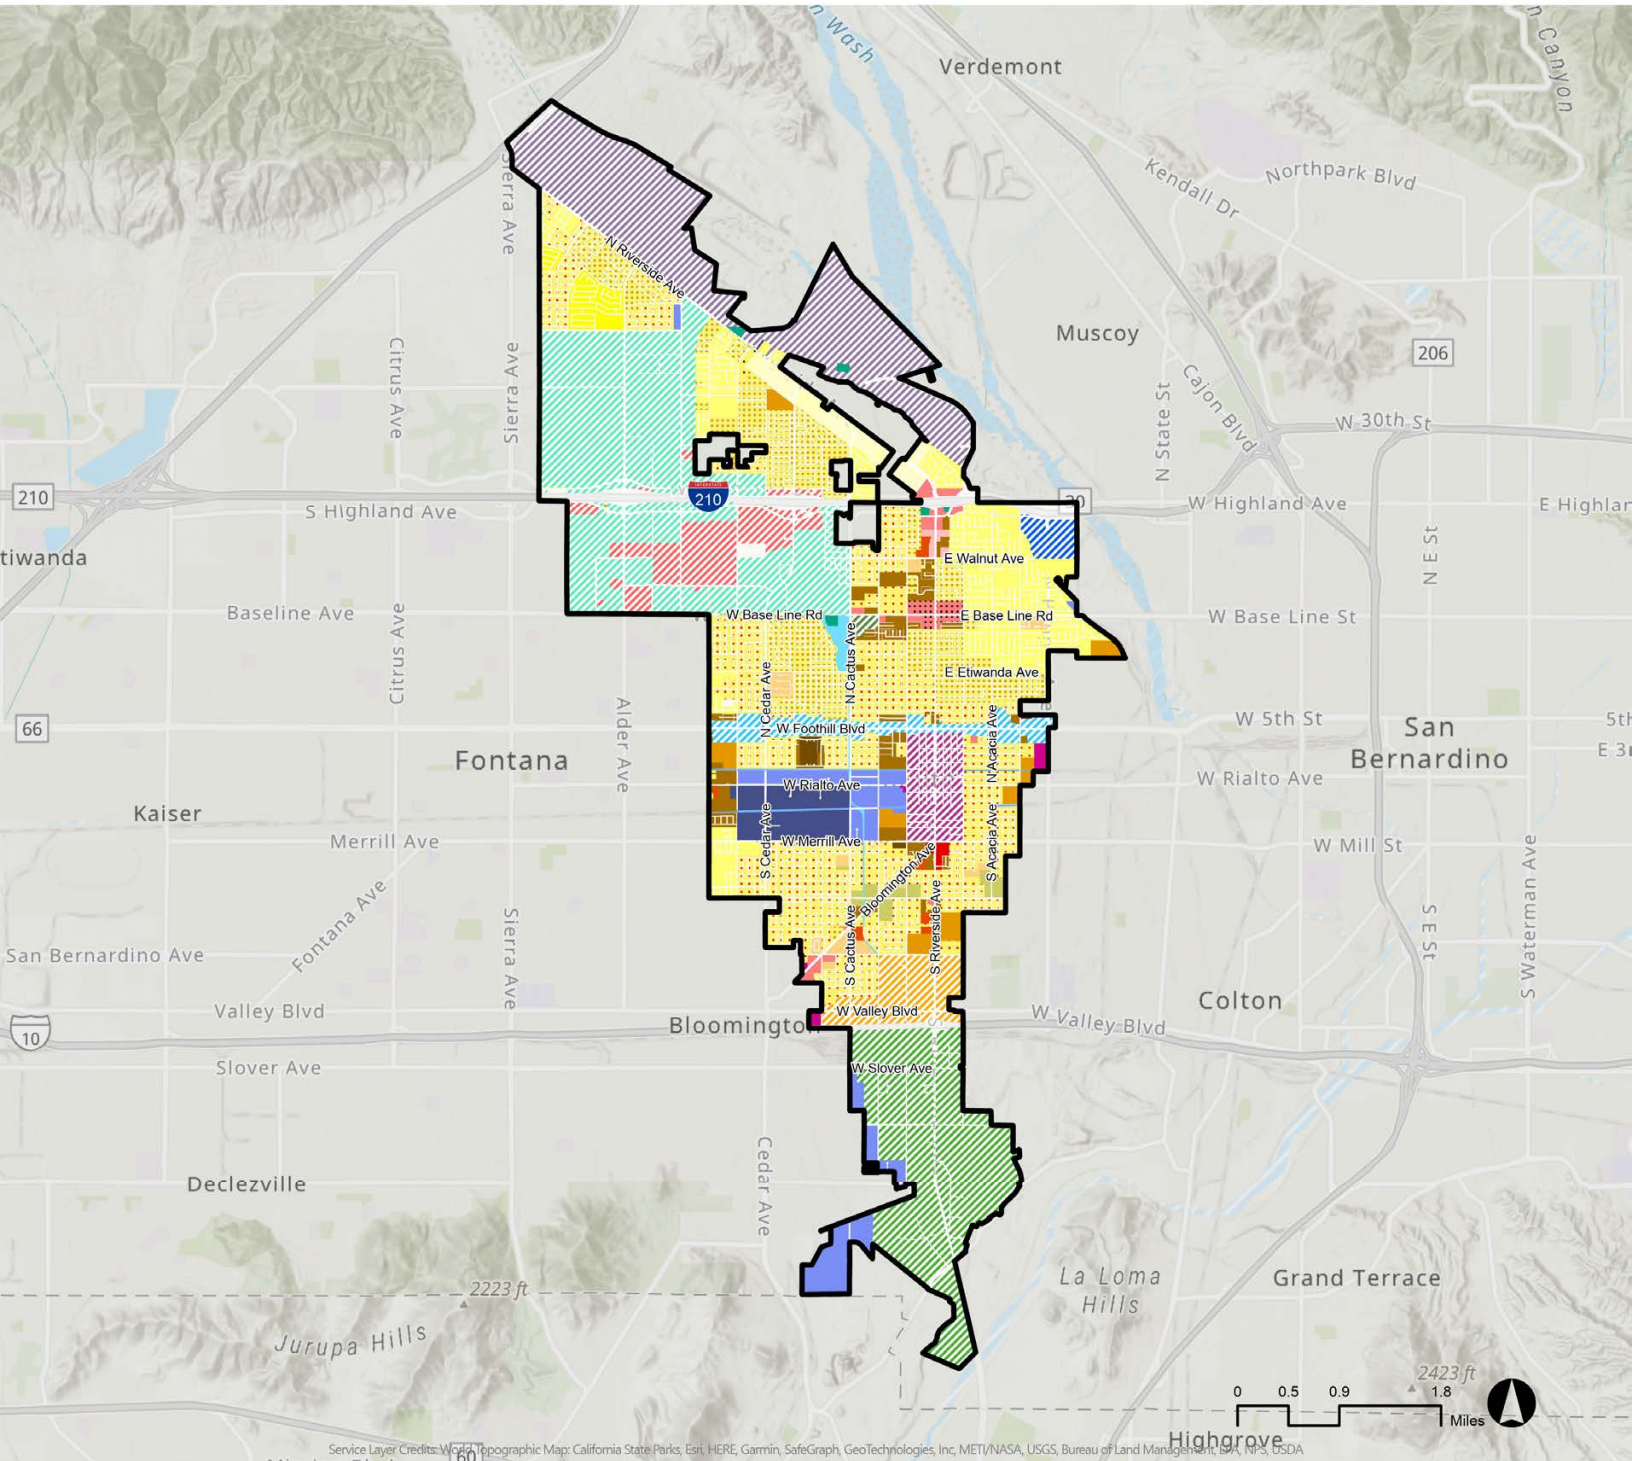 Wash
Canyon
Verdemont
Northpark Blvd
Kendall Dr
Sierra Ave
N Riverside Ave
Muscoy
206
Citrus Ave
Sierra Ave
N State St
Cajon Blvd
W 30th St
210
INTERSTATE
210
S Highland Ave
W Highland Ave
E Highlan
tiwanda
E Walnut Ave
N E St
Baseline Ave
W Base Line Rd
E Base Line Rd
W Base Line St
Citrus Ave
N Cactus Ave
N Cedar Ave
E Etiwanda Ave
Alder Ave
66
W Foothill Blvd
N Acacia Ave
W 5th St
5th
San
Bernardino
E 3r
Fontana
W Rialto Ave
W Rialto Ave
Kaiser
Merrill Ave
W Merrill Ave
S Cedar Ave
S Acacia Ave
W Mill St
Bloomington Ave
Fontana Ave
Sierra Ave
S Cactus Ave
S Riverside Ave
S E St
S Waterman Ave
San Bernardino Ave
Valley Blvd
W Valley Blvd
W Valley Blvd
Colton
Bloomington
10
Slover Ave
W Slover Ave
Cedar Ave
Declezville
La Loma
Hills
Grand Terrace
2223 ft
Jurupa Hills
2423 ft
0 0.5 0.9 1.8
Miles
Highgrove
Service Layer Credits: World Topographic Map: California State Parks, Esri, HERE, Garmin, SafeGraph, GeoTechnologies, Inc, METI/NASA, USGS, Bureau of Land Management, EPA, NPS, USDA
60